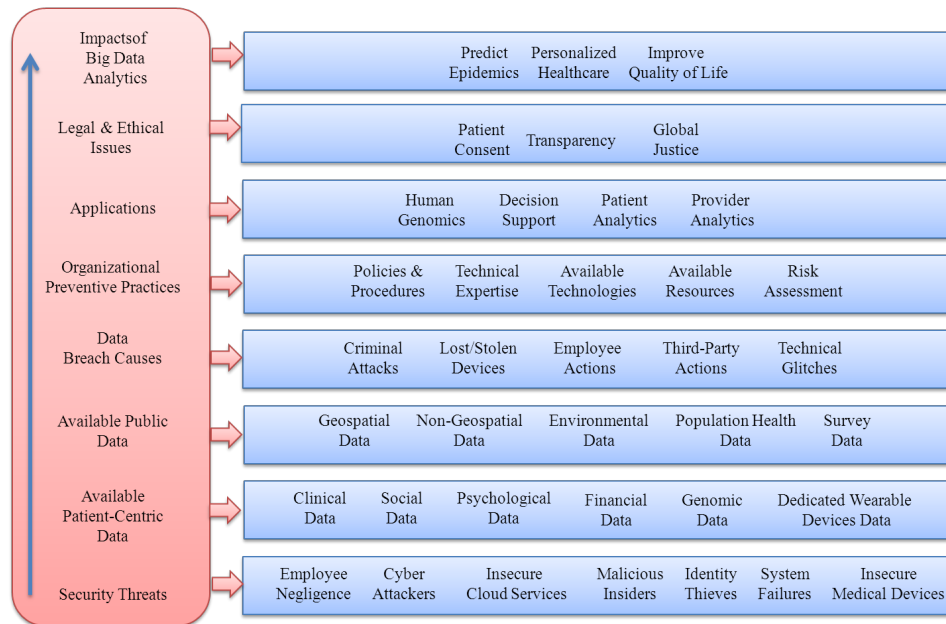 Impactsof
Big Data
Analytics
Predict
Epidemics
Personalized
Healthcare
Improve
Quality of Life
Legal & Ethical
Issues
Patient
Consent
Transparency
Global
Justice
Applications
Human
Genomics
Decision
Support
Patient
Analytics
Provider
Analytics
Organizational
Preventive Practices
Policies &
Procedures
Technical
Expertise
Available
Technologies
Available
Resources
Risk
Assessment
Data
Breach Causes
Criminal
Attacks
Lost/Stolen
Devices
Employee
Actions
Third-Party
Actions
Technical
Glitches
Available Public
Data
Geospatial
Data
Non-Geospatial
Data
Environmental
Data
Population Health
Data
Survey
Data
Available
Patient-Centric
Data
Clinical
Data
Social
Data
Psychological
Data
Financial
Data
Genomic
Data
Dedicated Wearable
Devices Data
Security Threats
Employee
Negligence
Cyber
Attackers
Insecure
Cloud Services
Malicious
Insiders
Identity
Thieves
System
Failures
Insecure
Medical Devices